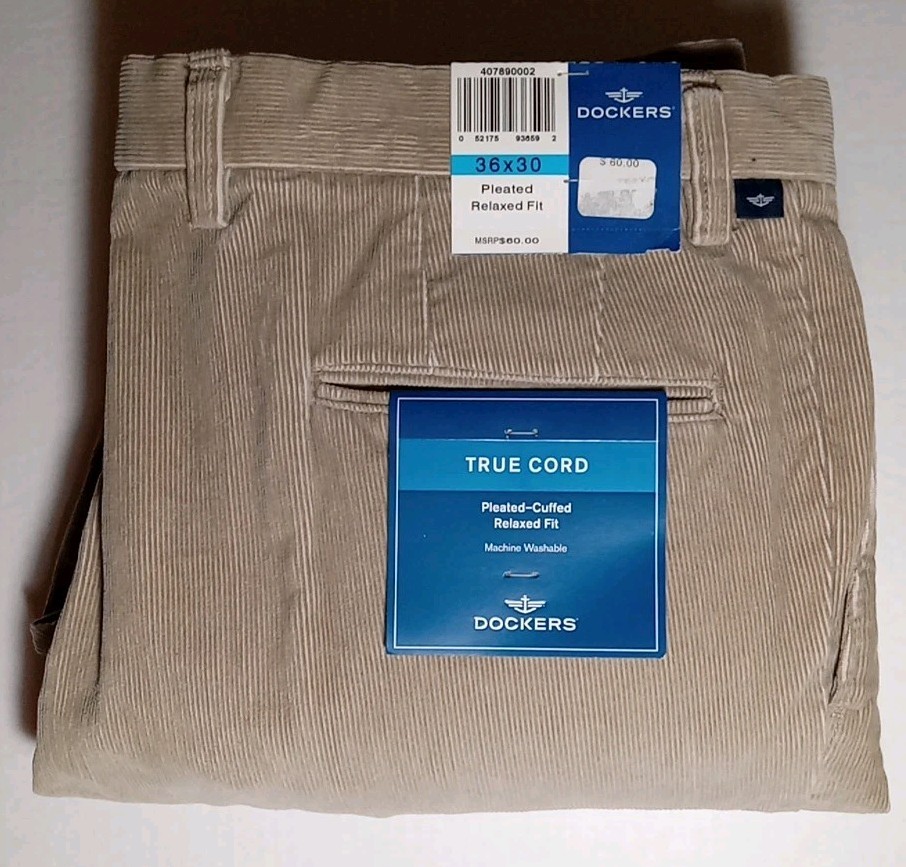 407890002
0 52175 93659 2
DOCKERS
36x30
$ 60.00
Pleated
Relaxed Fit
MSRP$60.00
TRUE CORD
Pleated-Cuffed
Relaxed Fit
Machine Washable
DOCKERS